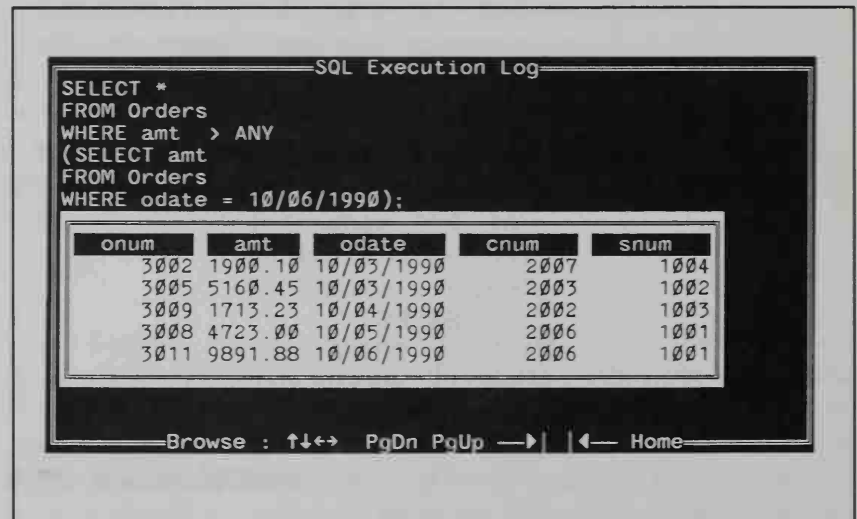 SQL Execution Log
SELECT *
FROM Orders
WHERE amt > ANY
(SELECT amt
FROM Orders
WHERE odate = 10/06/1990);
onum amt odate cnum snum
3002 1900.10 10/03/1990 2007 1004
3005 5160.45 10/03/1990 2003 1002
3009 1713.23 10/04/1990 2002 1003
3008 4723.00 10/05/1990 2006 1001
3011 9891.88 10/06/1990 2006 1001
Browse : ↑↓←→ PgDn PgUp —▶| |◀— Home